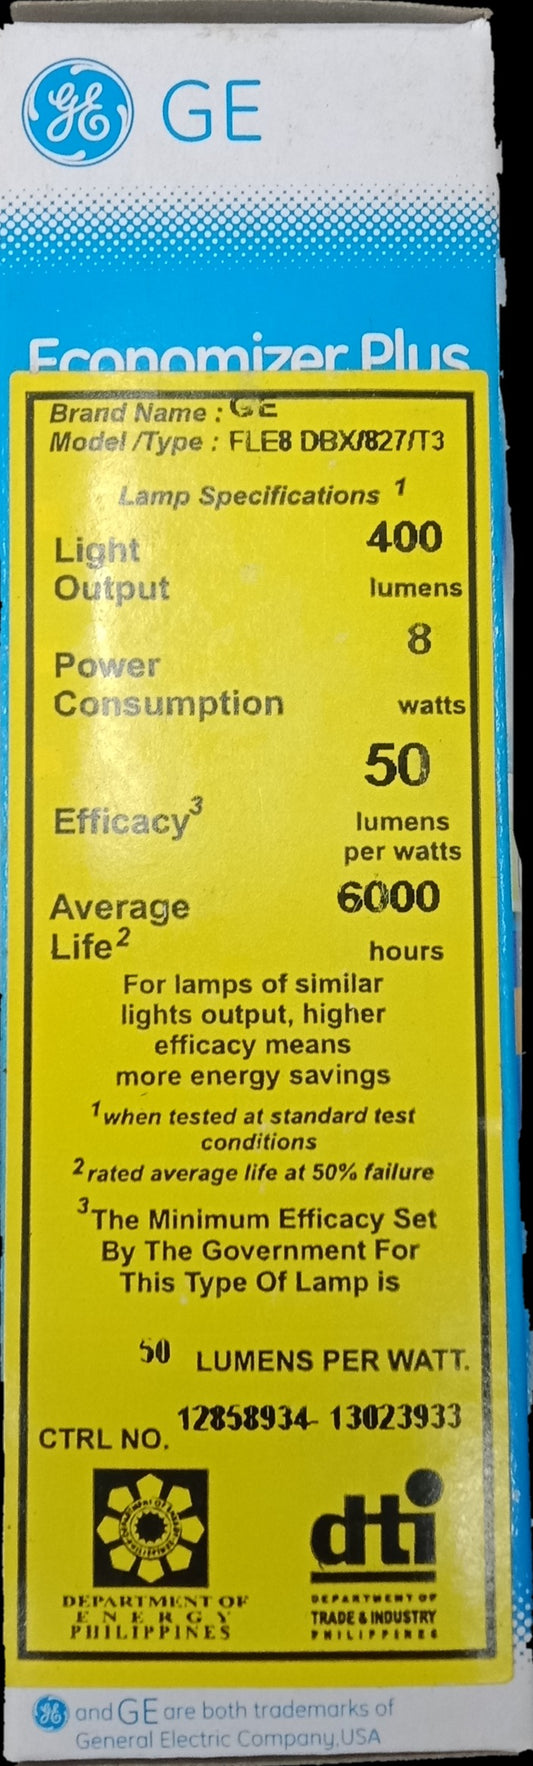 GE GE
Economizer Plus
Brand Name : GE
Model /Type : FLE8 DBX/827/T3
Lamp Specifications 1
Light 400
Output lumens
8
Power
Consumption watts
50
Efficacy3 lumens
per watts
Average 6000
Life2 hours
For lamps of similar
lights output, higher
efficacy means
more energy savings
1when tested at standard test
conditions
2rated average life at 50% failure
3The Minimum Efficacy Set
By The Government For
This Type Of Lamp is
50 LUMENS PER WATT.
CTRL NO. 12858934- 13023933
dti
DEPARTMENT OF
ENERGY
PHILIPPINES
DEPARTMENT OF
TRADE & INDUSTRY
PHILIPPINES
GE and GE are both trademarks of
General Electric Company,USA